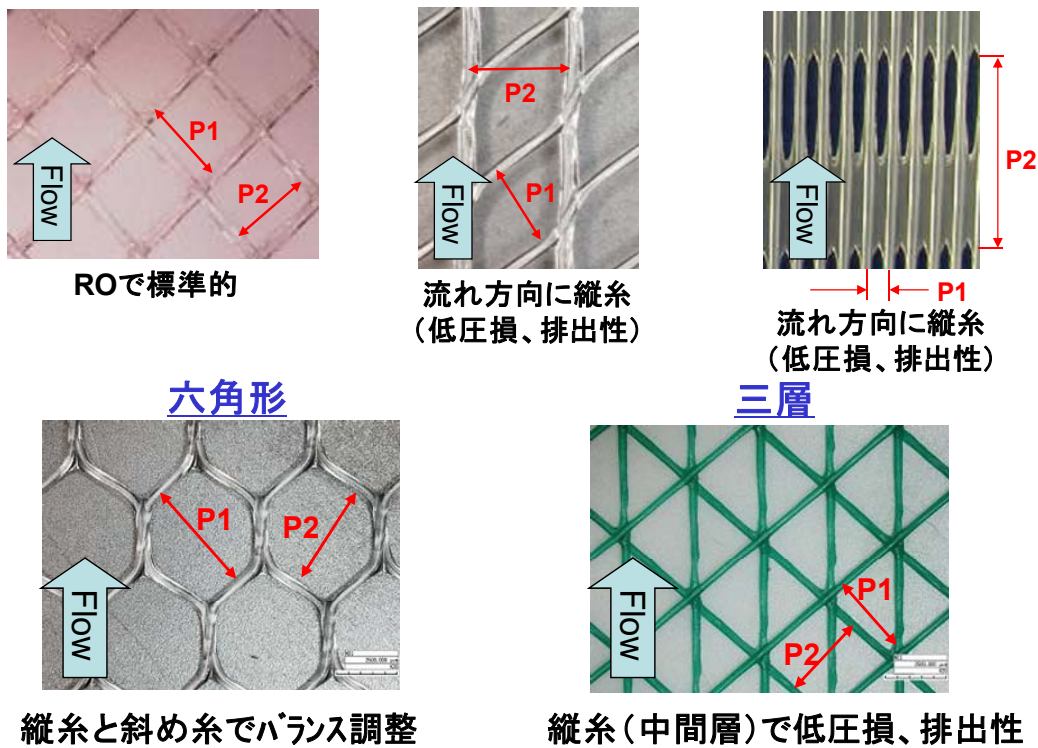 P1
P2
Flow
ROで標準的
P2
P1
Flow
流れ方向に縦糸
（低圧損、排出性）
P2
Flow
P1
流れ方向に縦糸
（低圧損、排出性）
六角形
P1
P2
Flow
縦糸と斜め糸でバランス調整
三層
P1
P2
Flow
縦糸（中間層）で低圧損、排出性